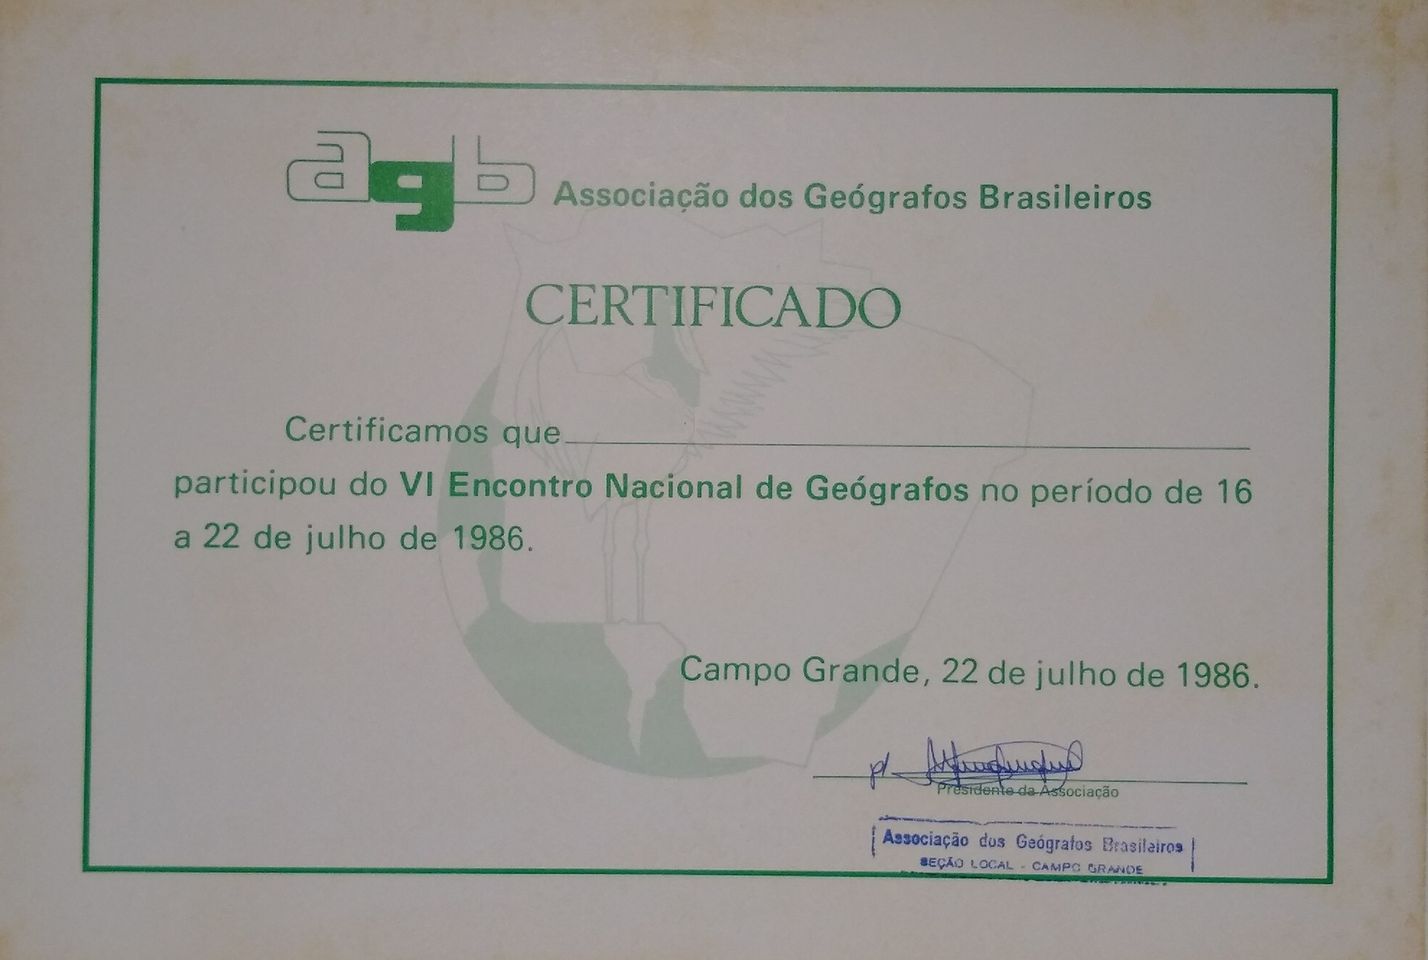 agb Associação dos Geógrafos Brasileiros
CERTIFICADO
Certificamos que
participou do VI Encontro Nacional de Geógrafos no período de 16
a 22 de julho de 1986.
Campo Grande, 22 de julho de 1986.
p/
Presidente da Associação
Associação dos Geógrafos Brasileiros
SEÇÃO LOCAL - CAMPO GRANDE